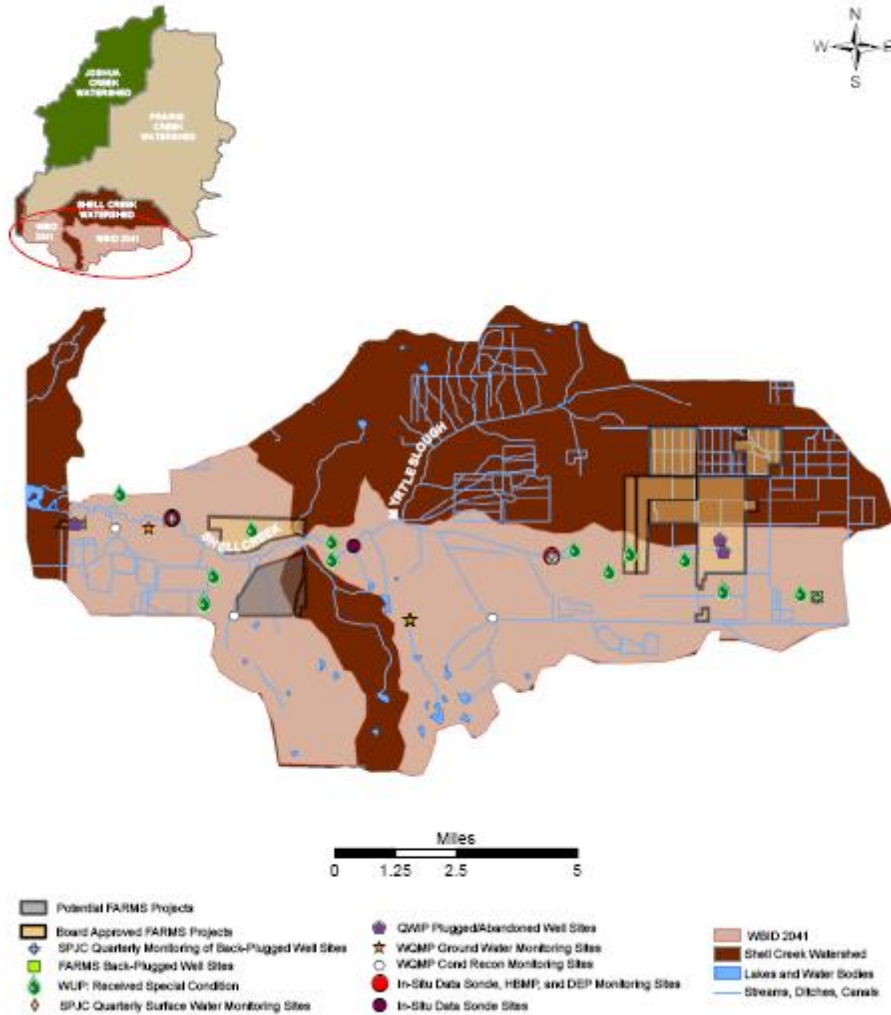 N
W E
S
JOSHUA
CREEK
WATERSHED
PRAIRIE
CREEK
WATERSHED
SHELL CREEK
WATERSHED
WBID
2041
WBID 2041
MYRTLE SLOUGH
SHELL CREEK
Miles
0 1.25 2.5 5
Potential FARMS Projects
Board Approved FARMS Projects
SPJC Quarterly Monitoring of Back-Plugged Well Sites
FARMS Back-Plugged Well Sites
WUP: Received Special Condition
SPJC Quarterly Surface Water Monitoring Sites
QWIP Plugged/Abandoned Well Sites
WQMP Ground Water Monitoring Sites
WQMP Cond Recon Monitoring Sites
In-Situ Data Sonde, HBMP, and DEP Monitoring Sites
In-Situ Data Sonde Sites
WBID 2041
Shell Creek Watershed
Lakes and Water Bodies
Streams, Ditches, Canals